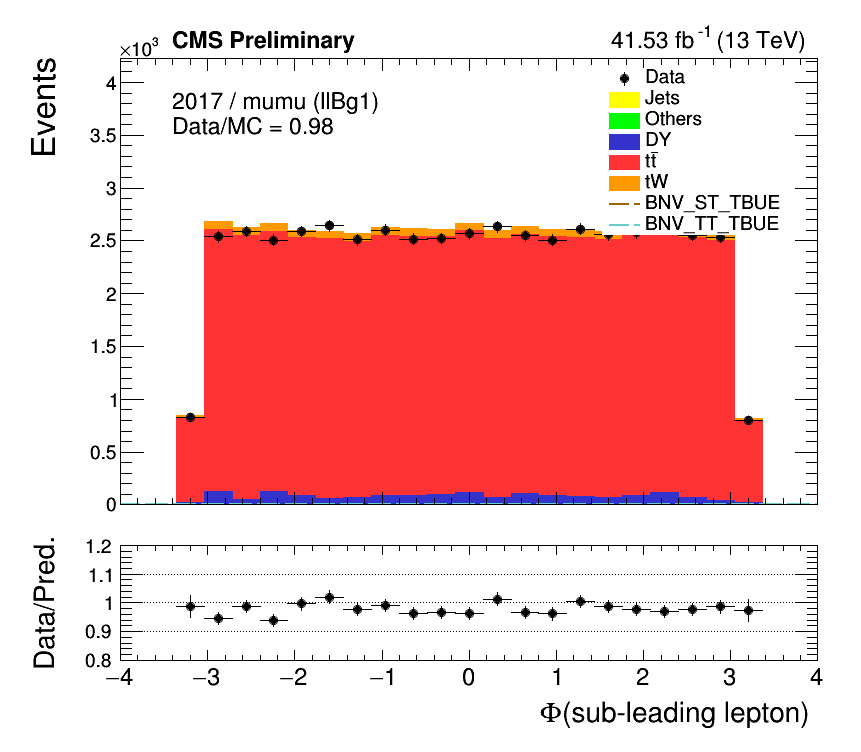 ×10³ CMS Preliminary 41.53 fb⁻¹ (13 TeV)
Events
2017 / mumu (llBg1)
Data/MC = 0.98
Data
Jets
Others
DY
tt̄
tW
BNV_ST_TBUE
BNV_TT_TBUE
4
3.5
3
2.5
2
1.5
1
0.5
0
Data/Pred.
1.2
1.1
1
0.9
0.8
−4 −3 −2 −1 0 1 2 3 4
Φ(sub-leading lepton)